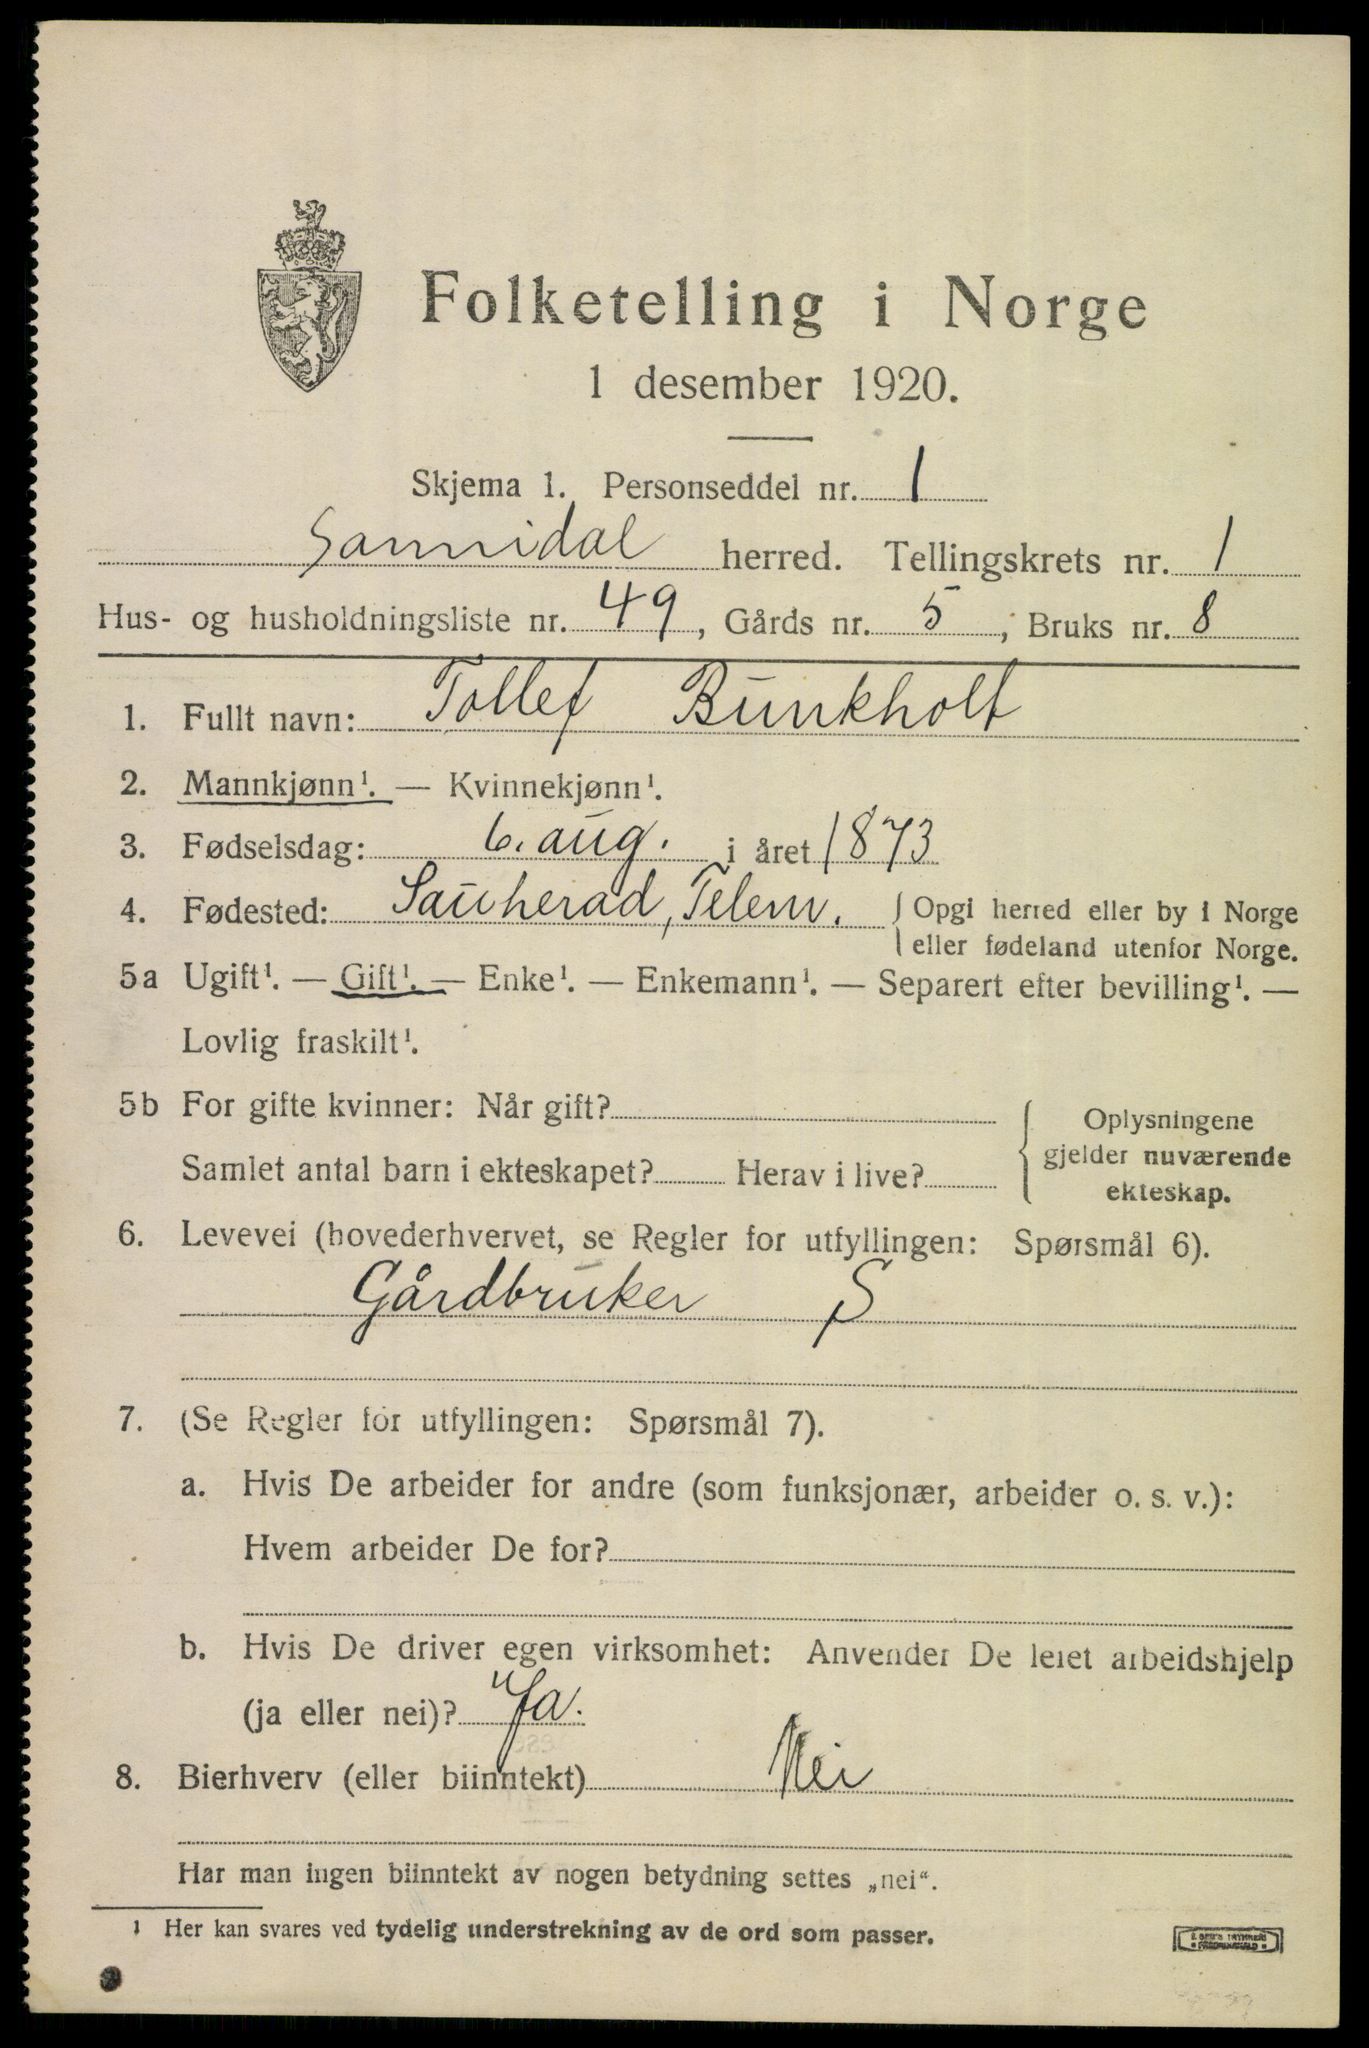 Folketelling i Norge
1 desember 1920.
Skjema 1. Personseddel nr. 1
Sannidal herred. Tellingskrets nr. 1
Hus- og husholdningsliste nr. 49, Gårds nr. 5, Bruks nr. 8
1. Fullt navn: Tollef Bunkholt
2. Mannkjønn¹. — Kvinnekjønn¹.
3. Fødselsdag: 6. aug. i året 1873
4. Fødested: Sauherad, Telem. { Opgi herred eller by i Norge
eller fødeland utenfor Norge.
5a Ugift¹. — Gift¹. — Enke¹. — Enkemann¹. — Separert efter bevilling¹. —
Lovlig fraskilt¹.
5b For gifte kvinner: Når gift?
Samlet antal barn i ekteskapet? Herav i live?
Oplysningene
gjelder nuværende
ekteskap.
6. Levevei (hovederhvervet, se Regler for utfyllingen: Spørsmål 6).
Gårdbruker S
7. (Se Regler for utfyllingen: Spørsmål 7).
a. Hvis De arbeider for andre (som funksjonær, arbeider o. s. v.):
Hvem arbeider De for?
b. Hvis De driver egen virksomhet: Anvender De leiet arbeidshjelp
(ja eller nei)? "Ja.
8. Bierhverv (eller biinntekt) Nei
Har man ingen biinntekt av nogen betydning settes „nei“.
1 Her kan svares ved tydelig understrekning av de ord som passer.